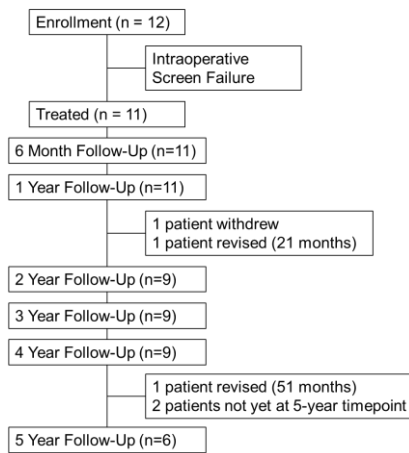 Enrollment (n = 12)
Intraoperative
Screen Failure
Treated (n = 11)
6 Month Follow-Up (n=11)
1 Year Follow-Up (n=11)
1 patient withdrew
1 patient revised (21 months)
2 Year Follow-Up (n=9)
3 Year Follow-Up (n=9)
4 Year Follow-Up (n=9)
1 patient revised (51 months)
2 patients not yet at 5-year timepoint
5 Year Follow-Up (n=6)